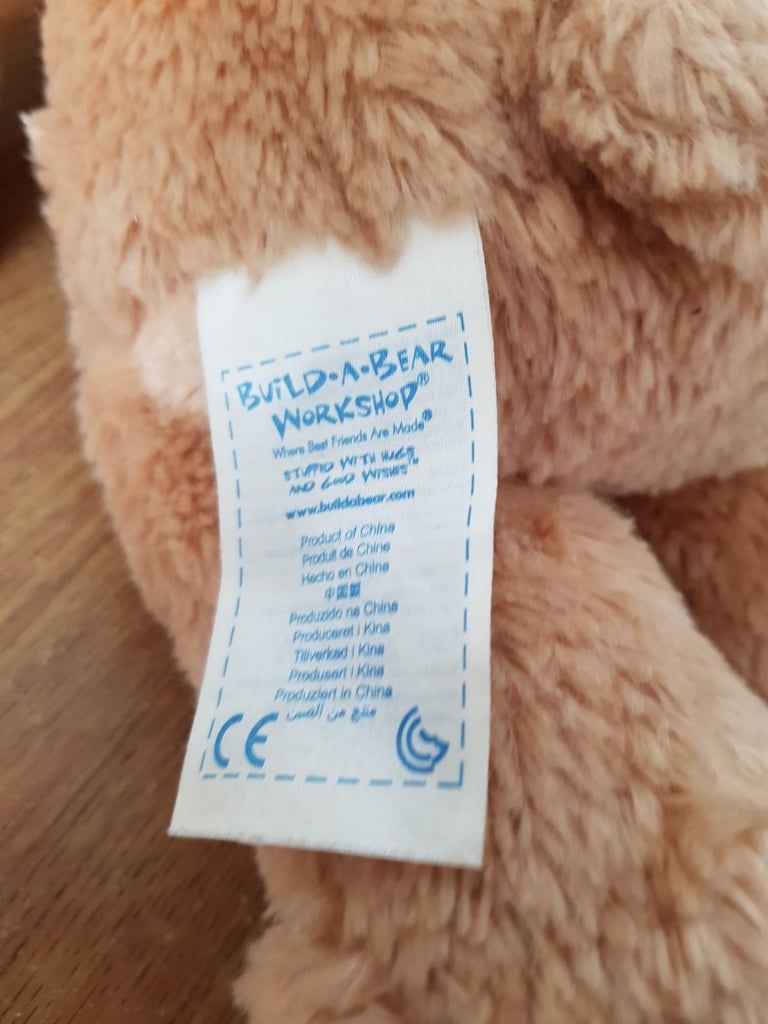 BUILD-A-BEAR
WORKSHOP®
Where Best Friends Are Made®
STUFFED WITH HUGS
AND GOOD WISHES™
www.buildabear.com
Product of China
Produit de Chine
Hecho en China
中国製
Produzido na China
Produceret i Kina
Tillverkad i Kina
Produsert i Kina
Produziert in China
منتج من الصين
CE